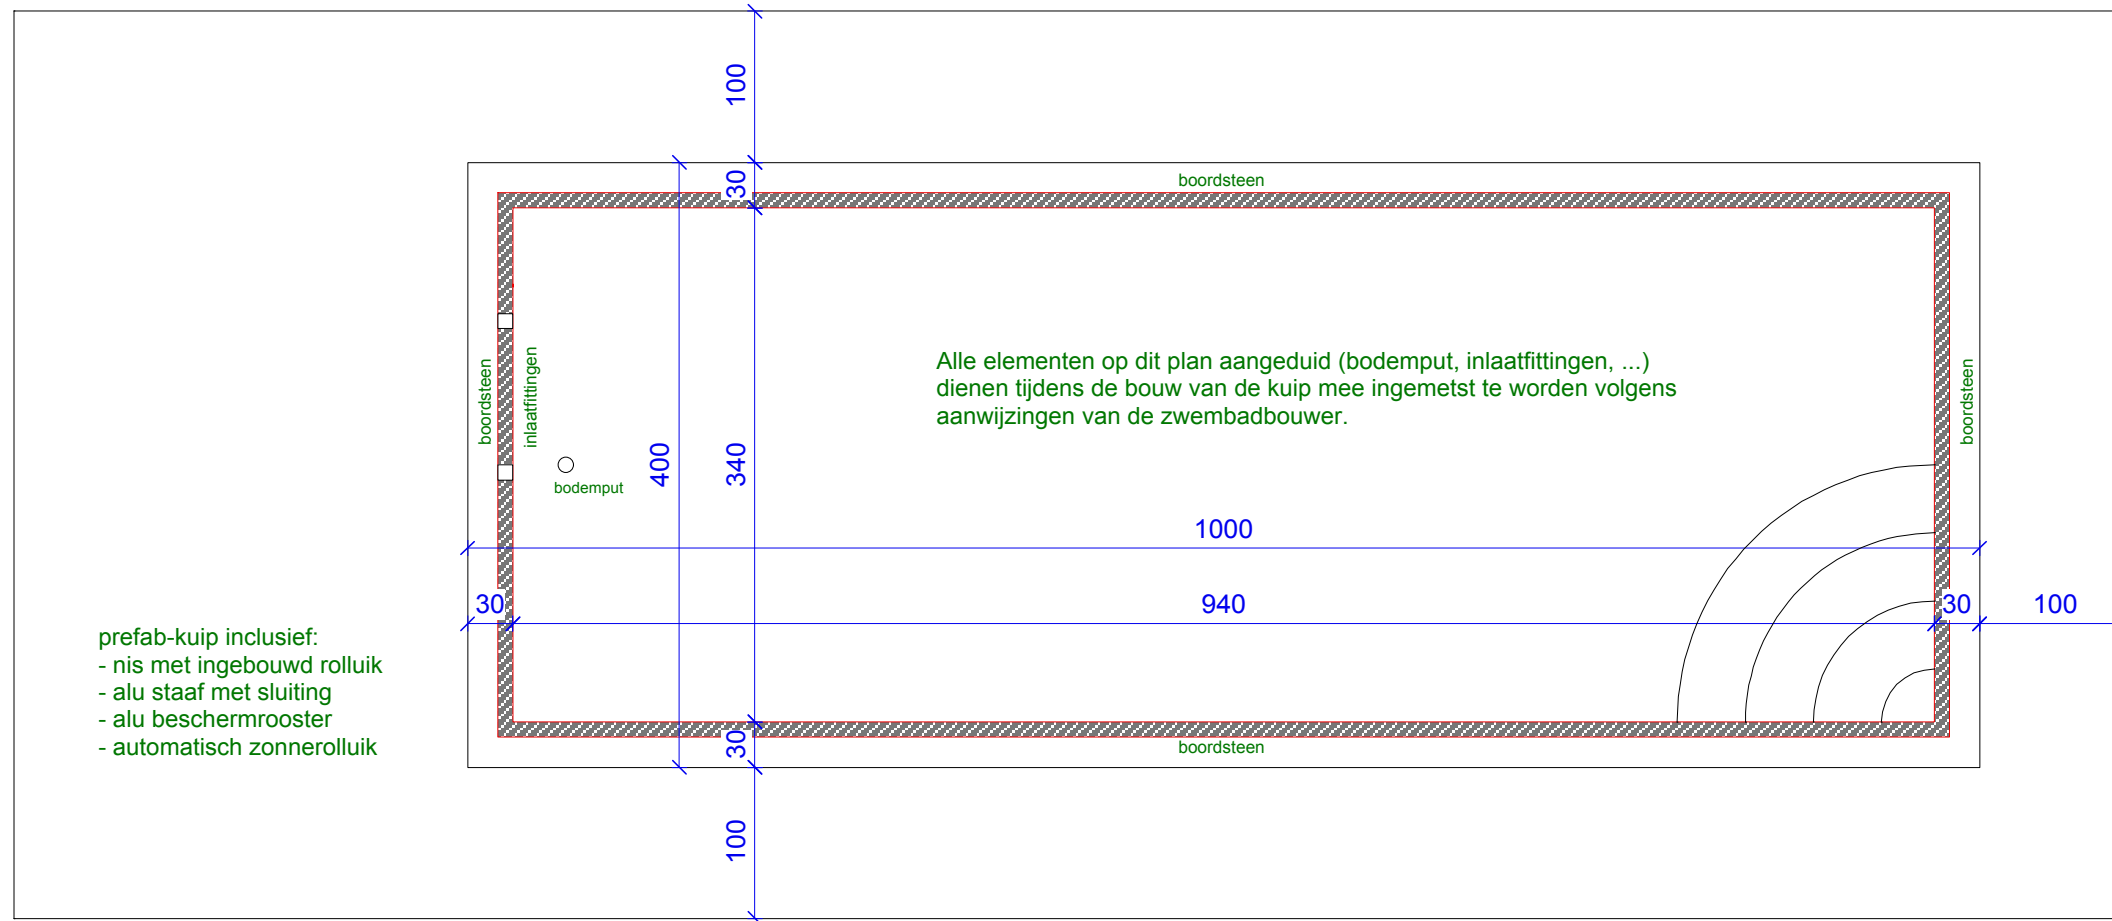 100
30
boordsteen
Alle elementen op dit plan aangeduid (bodemput, inlaatfittingen, ...)
dienen tijdens de bouw van de kuip mee ingemetst te worden volgens
aanwijzingen van de zwembadbouwer.
boordsteen
inlaatfittingen
boordsteen
400
340
bodemput
1000
30
940
30
100
prefab-kuip inclusief:
- nis met ingebouwd rolluik
- alu staaf met sluiting
- alu beschermrooster
- automatisch zonnerolluik
30
boordsteen
100